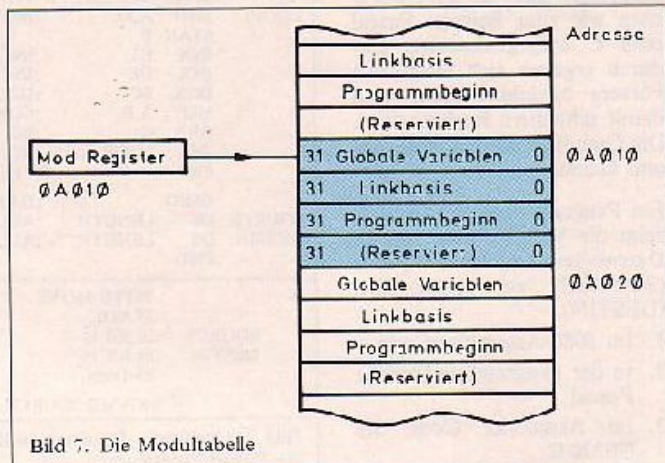 Adresse
Linkbasis
Programmbeginn
(Reserviert)
Mod Register
31 Globale Variablen 0 ØAØ1Ø
ØAØ1Ø
31 Linkbasis 0
31 Programmbeginn 0
31 (Reserviert) 0
Globale Variablen ØAØ2Ø
Linkbasis
Programmbeginn
(Reserviert)
Bild 7. Die Modultabelle